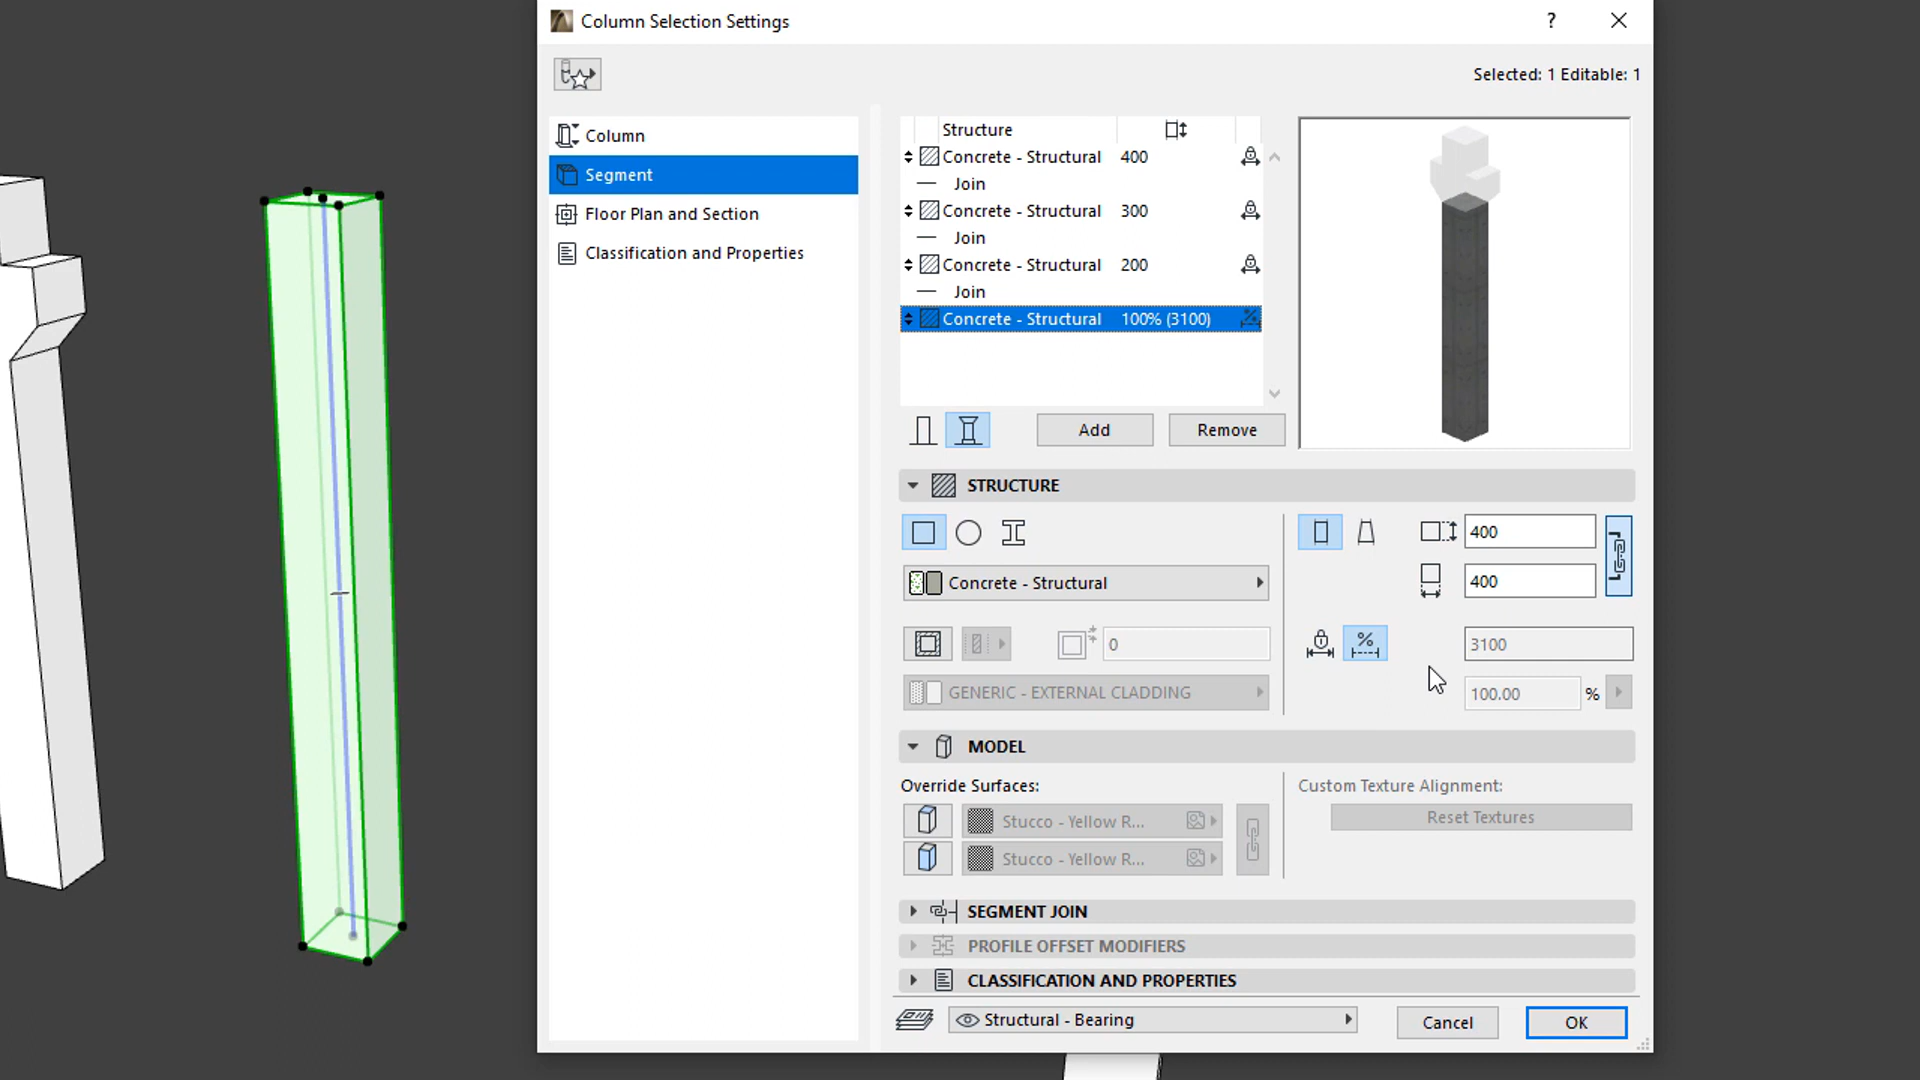 Column Selection Settings
?
Selected: 1 Editable: 1
Column
Segment
Floor Plan and Section
Classification and Properties
Structure
Concrete - Structural 400
Join
Concrete - Structural 300
Join
Concrete - Structural 200
Join
Concrete - Structural 100% (3100)
Add
Remove
STRUCTURE
400
Concrete - Structural
400
0
%
3100
GENERIC - EXTERNAL CLADDING
100.00 %
MODEL
Override Surfaces:
Custom Texture Alignment:
Stucco - Yellow R...
Reset Textures
Stucco - Yellow R...
SEGMENT JOIN
PROFILE OFFSET MODIFIERS
CLASSIFICATION AND PROPERTIES
Structural - Bearing
Cancel
OK